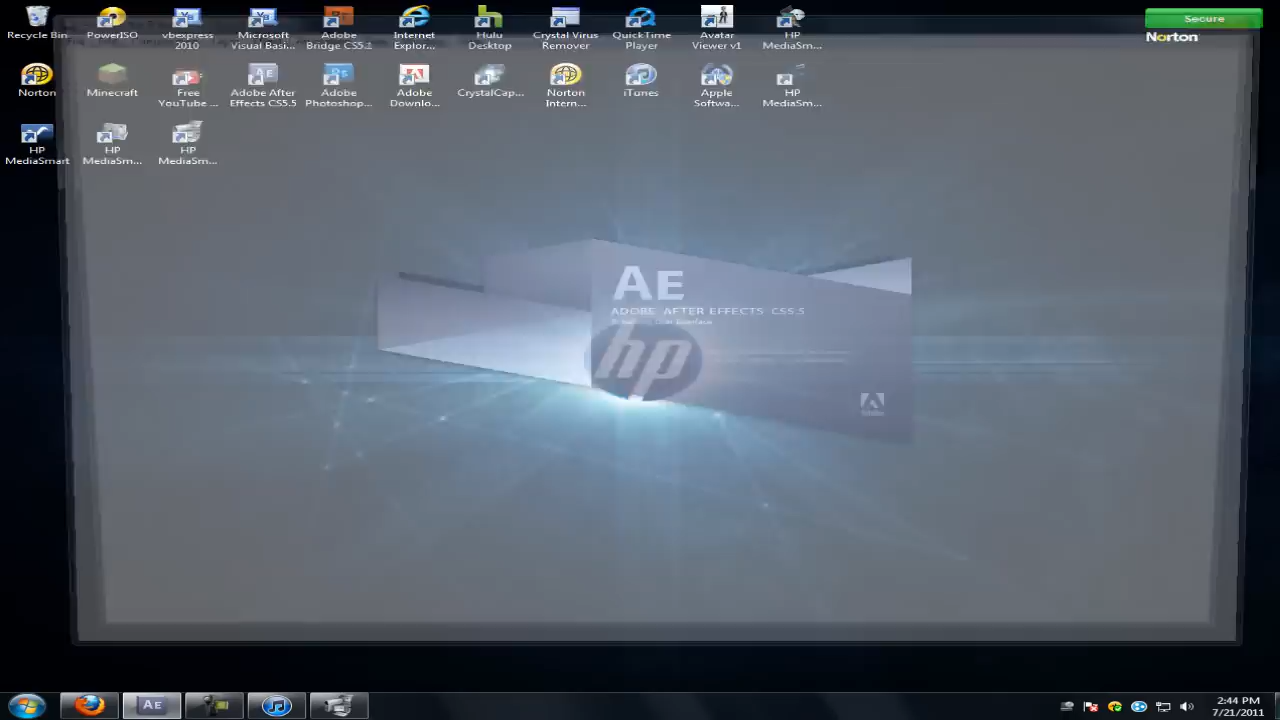 Recycle Bin
PowerISO
vbexpress
2010
Microsoft
Visual Basi...
Adobe
Bridge CS5.1
Internet
Explor...
Hulu
Desktop
Crystal Virus
Remover
QuickTime
Player
Avatar
Viewer v1
HP
MediaSm...
Secure
Norton
Norton
Minecraft
Free
YouTube ...
Adobe After
Effects CS5.5
Adobe
Photoshop...
Adobe
Downlo...
CrystalCap...
Norton
Intern...
iTunes
Apple
Softwa...
HP
MediaSm...
HP
MediaSmart
HP
MediaSm...
HP
MediaSm...
AE
ADOBE AFTER EFFECTS CS5.5
hp
Adobe
AE
2:44 PM
7/21/2011